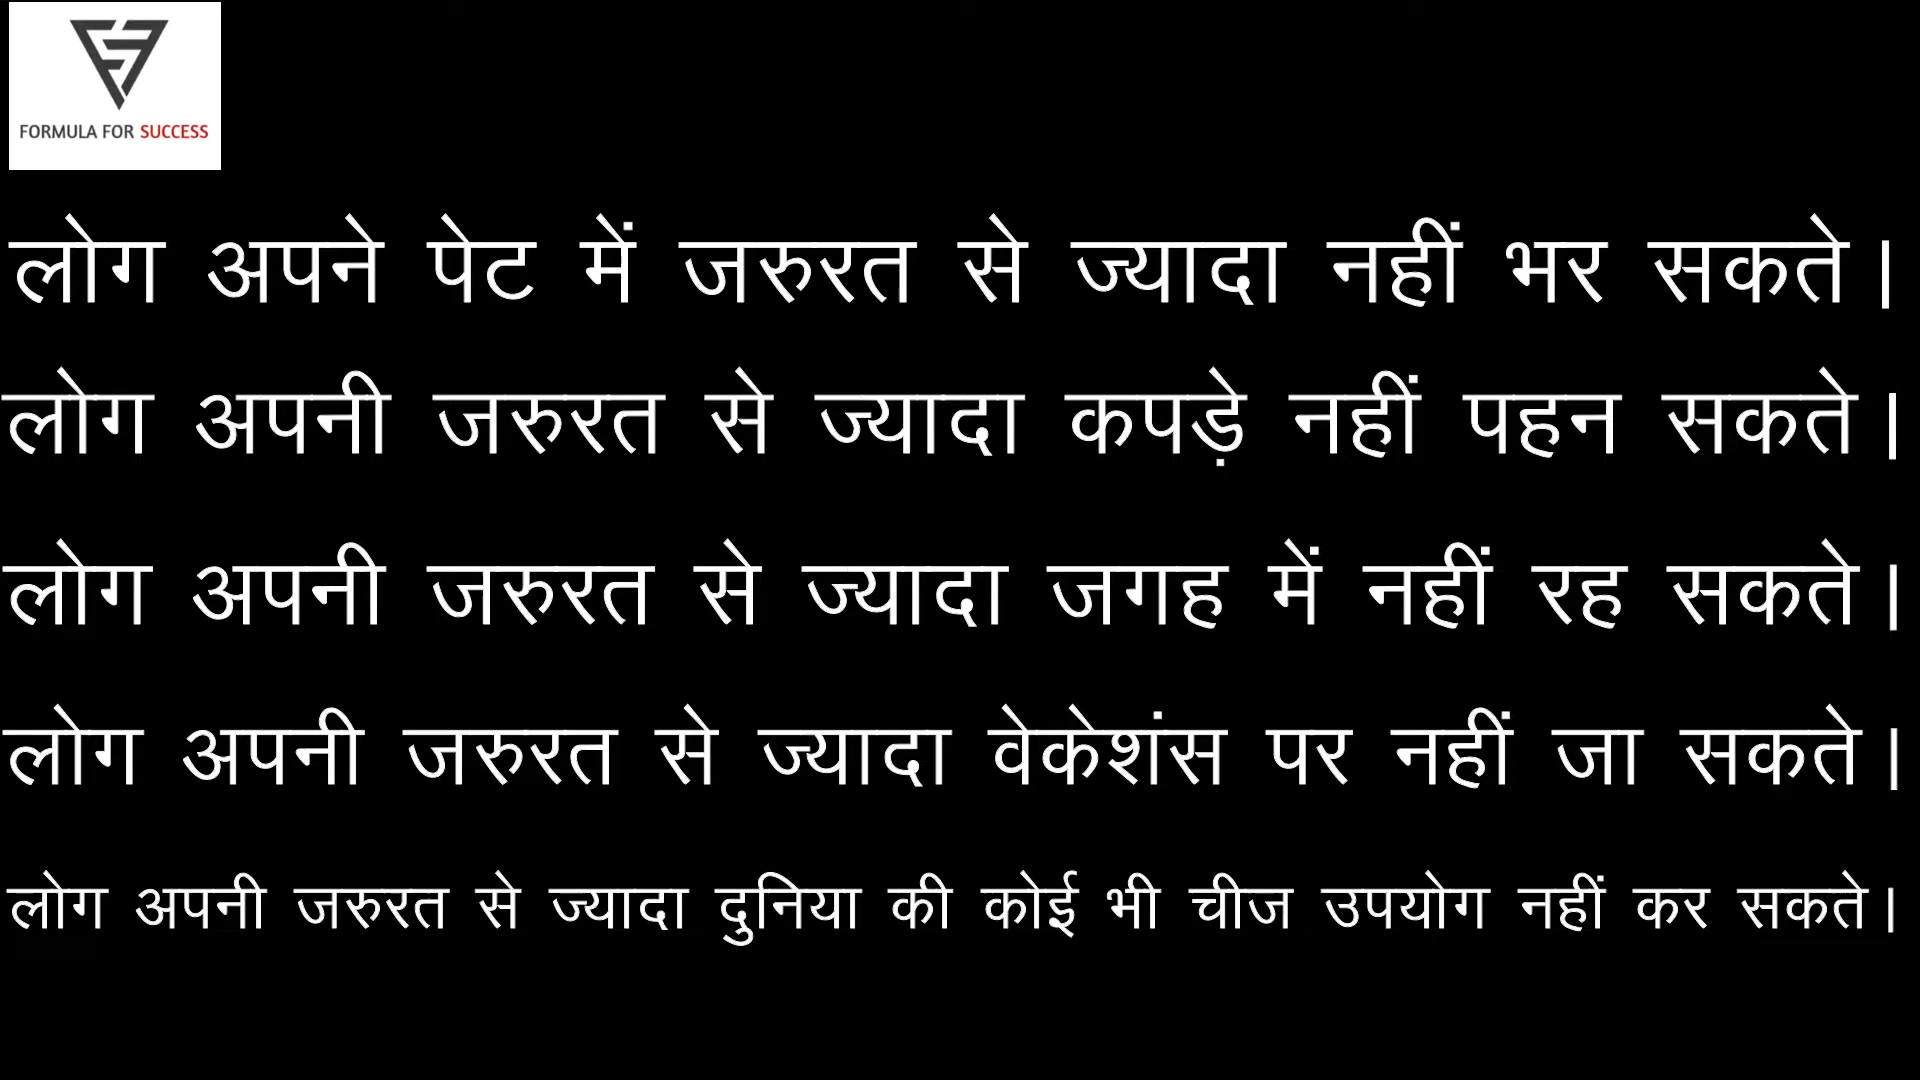 FORMULA FOR SUCCESS
लोग अपने पेट में जरुरत से ज्यादा नहीं भर सकते।
लोग अपनी जरुरत से ज्यादा कपड़े नहीं पहन सकते।
लोग अपनी जरुरत से ज्यादा जगह में नहीं रह सकते।
लोग अपनी जरुरत से ज्यादा वेकेशंस पर नहीं जा सकते।
लोग अपनी जरुरत से ज्यादा दुनिया की कोई भी चीज उपयोग नहीं कर सकते।